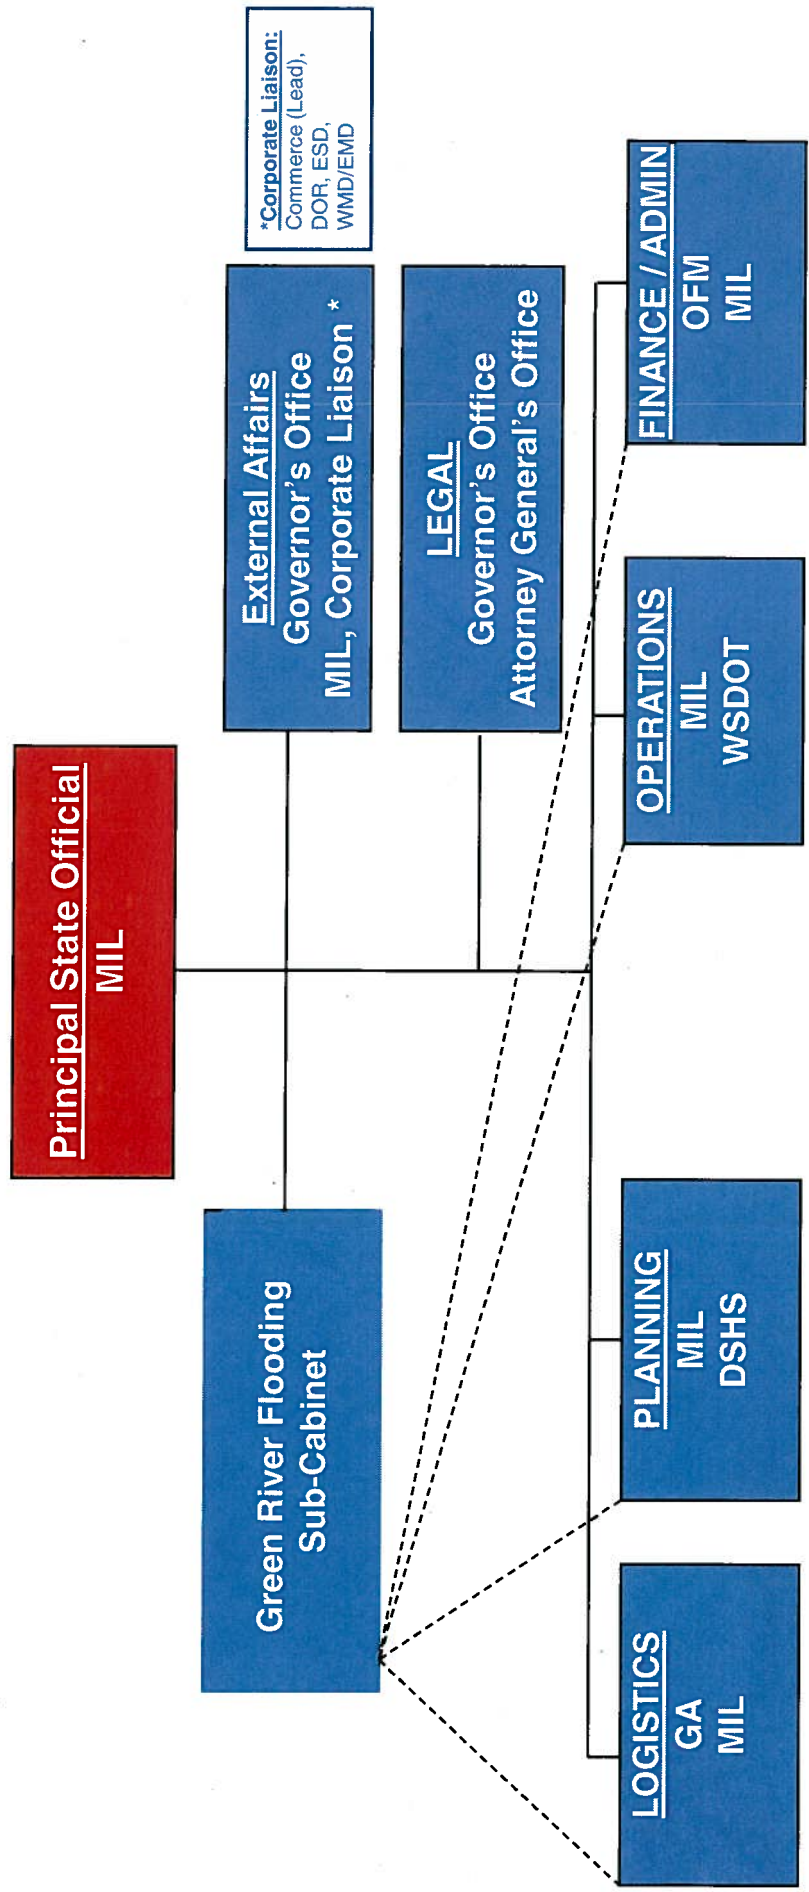 Principal State Official
MIL
Green River Flooding
Sub-Cabinet
External Affairs
Governor's Office
MIL, Corporate Liaison *
*Corporate Liaison:
Commerce (Lead),
DOR, ESD,
WMD/EMD
LEGAL
Governor's Office
Attorney General's Office
LOGISTICS
GA
MIL
PLANNING
MIL
DSHS
OPERATIONS
MIL
WSDOT
FINANCE / ADMIN
OFM
MIL